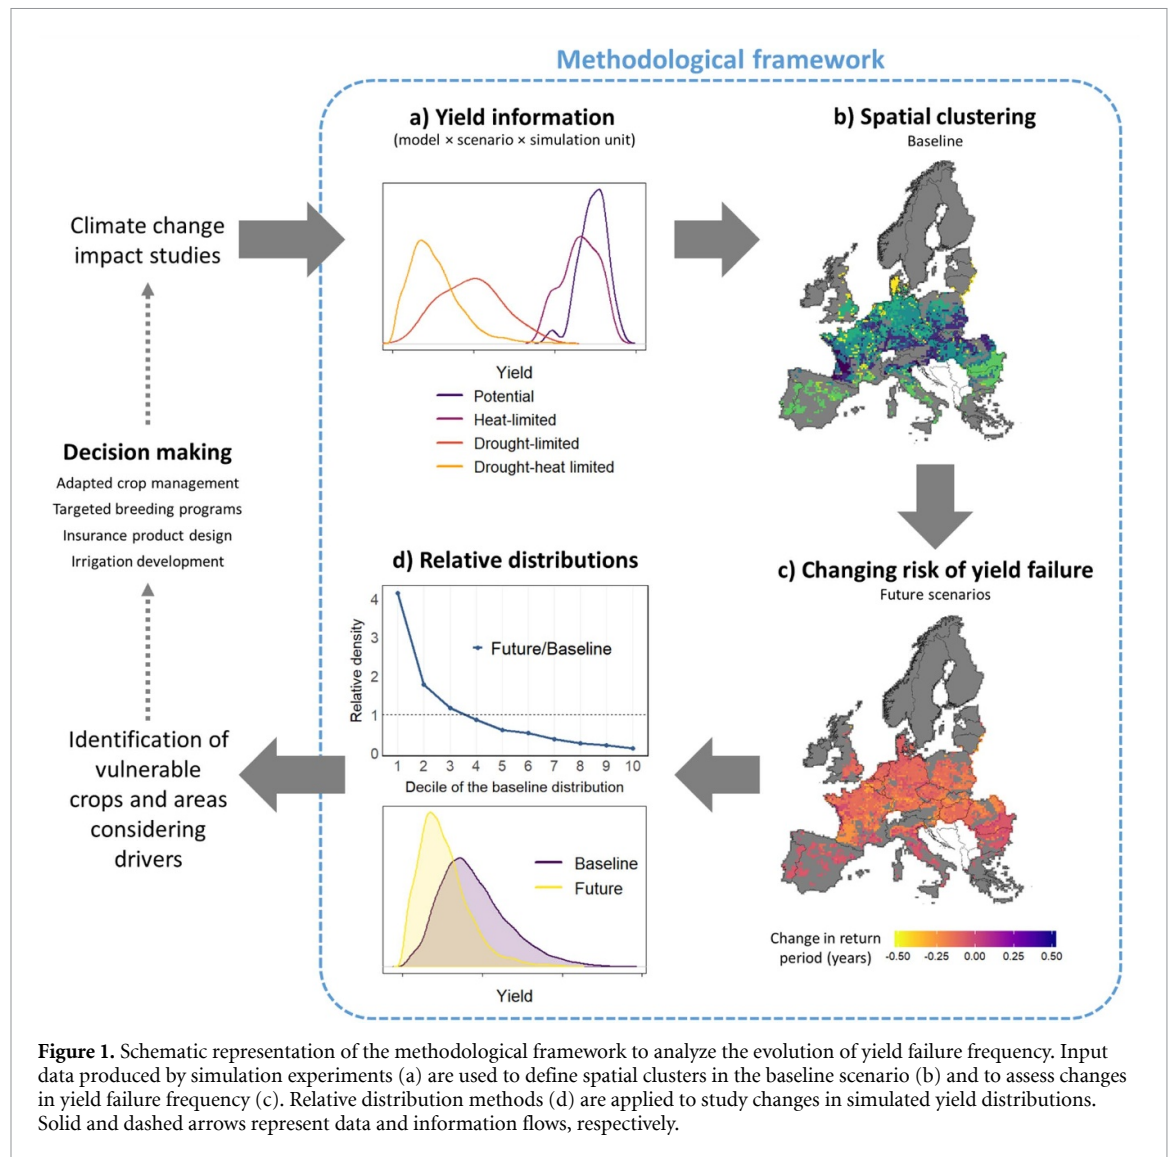 Methodological framework
a) Yield information
(model × scenario × simulation unit)
b) Spatial clustering
Baseline
Climate change
impact studies
Yield
Potential
Heat-limited
Drought-limited
Drought-heat limited
Decision making
Adapted crop management
Targeted breeding programs
Insurance product design
Irrigation development
c) Changing risk of yield failure
Future scenarios
d) Relative distributions
Relative density
4
3
2
1
0
Future/Baseline
1 2 3 4 5 6 7 8 9 10
Decile of the baseline distribution
Identification of
vulnerable
crops and areas
considering
drivers
Baseline
Future
Yield
Change in return
period (years)
-0.50 -0.25 0.00 0.25 0.50
Figure 1. Schematic representation of the methodological framework to analyze the evolution of yield failure frequency. Input
data produced by simulation experiments (a) are used to define spatial clusters in the baseline scenario (b) and to assess changes
in yield failure frequency (c). Relative distribution methods (d) are applied to study changes in simulated yield distributions.
Solid and dashed arrows represent data and information flows, respectively.